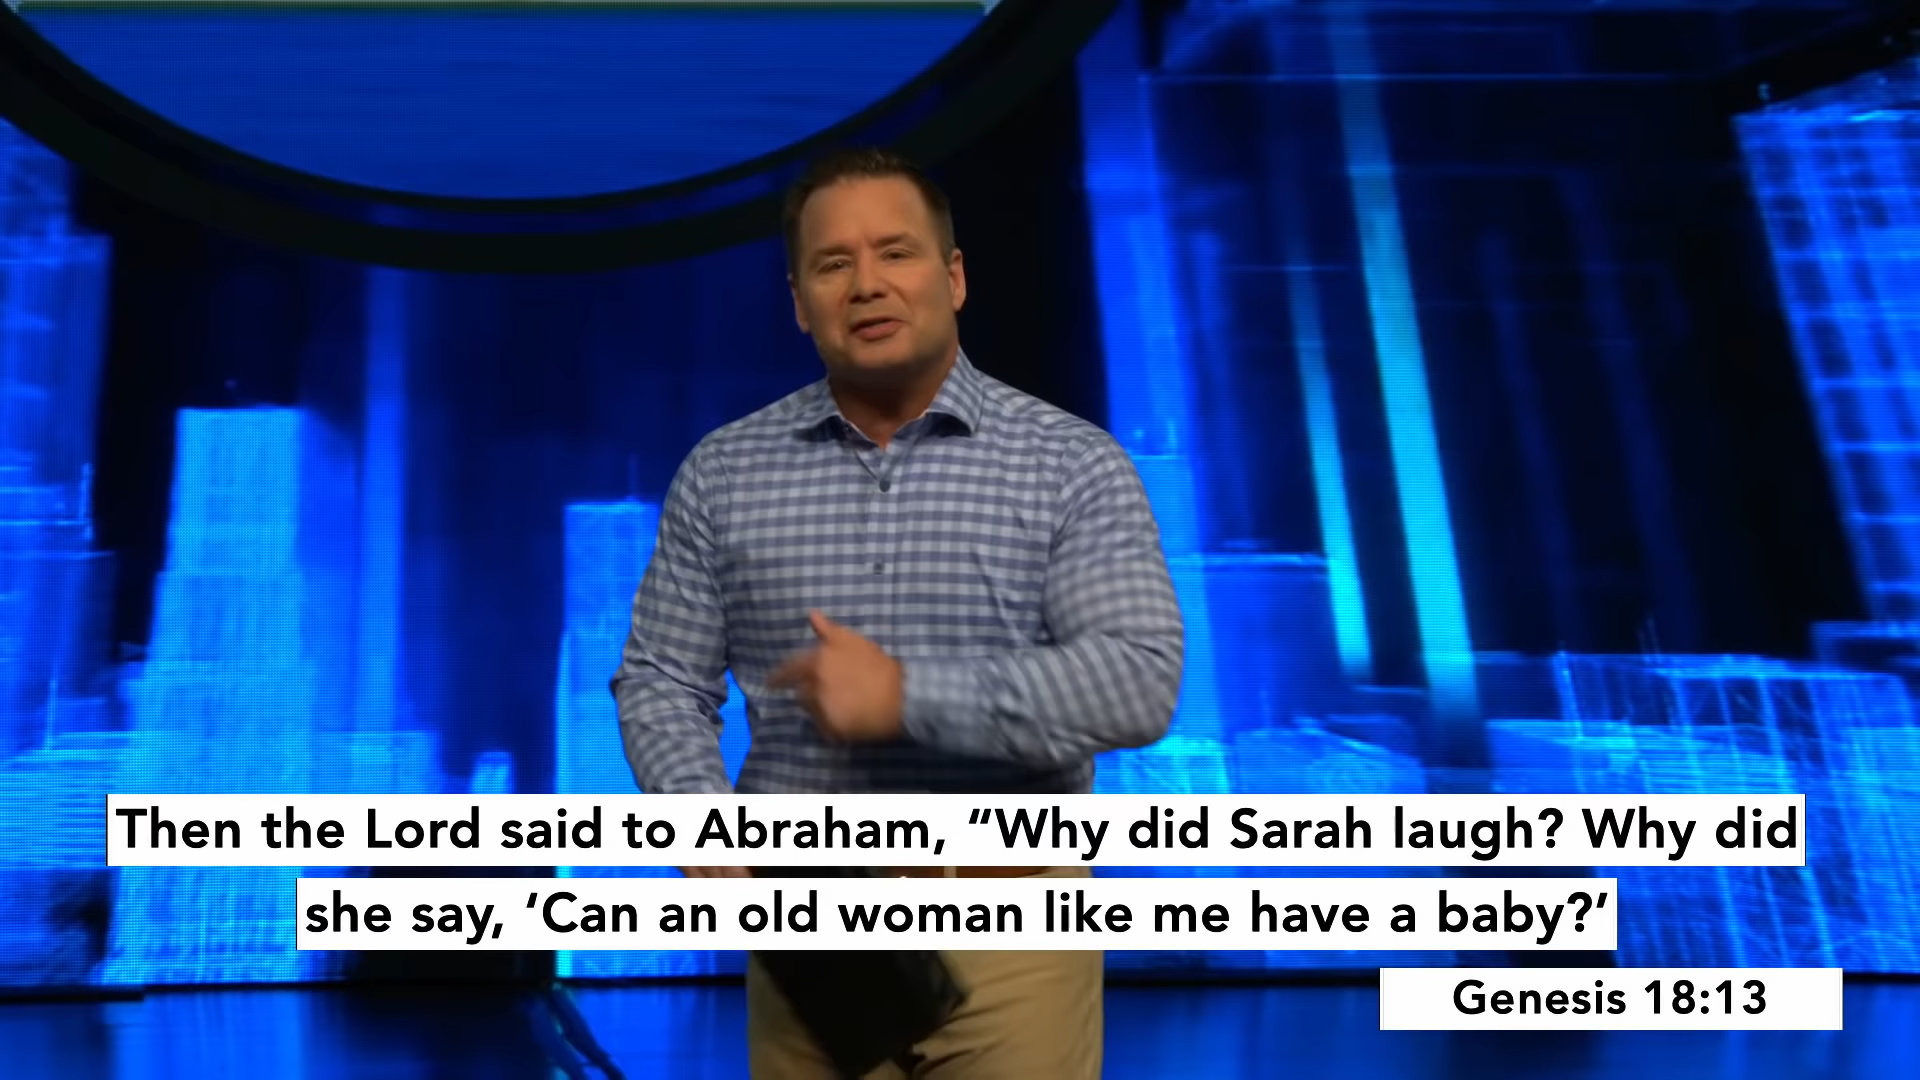 Then the Lord said to Abraham, “Why did Sarah laugh? Why did
she say, ‘Can an old woman like me have a baby?’
Genesis 18:13